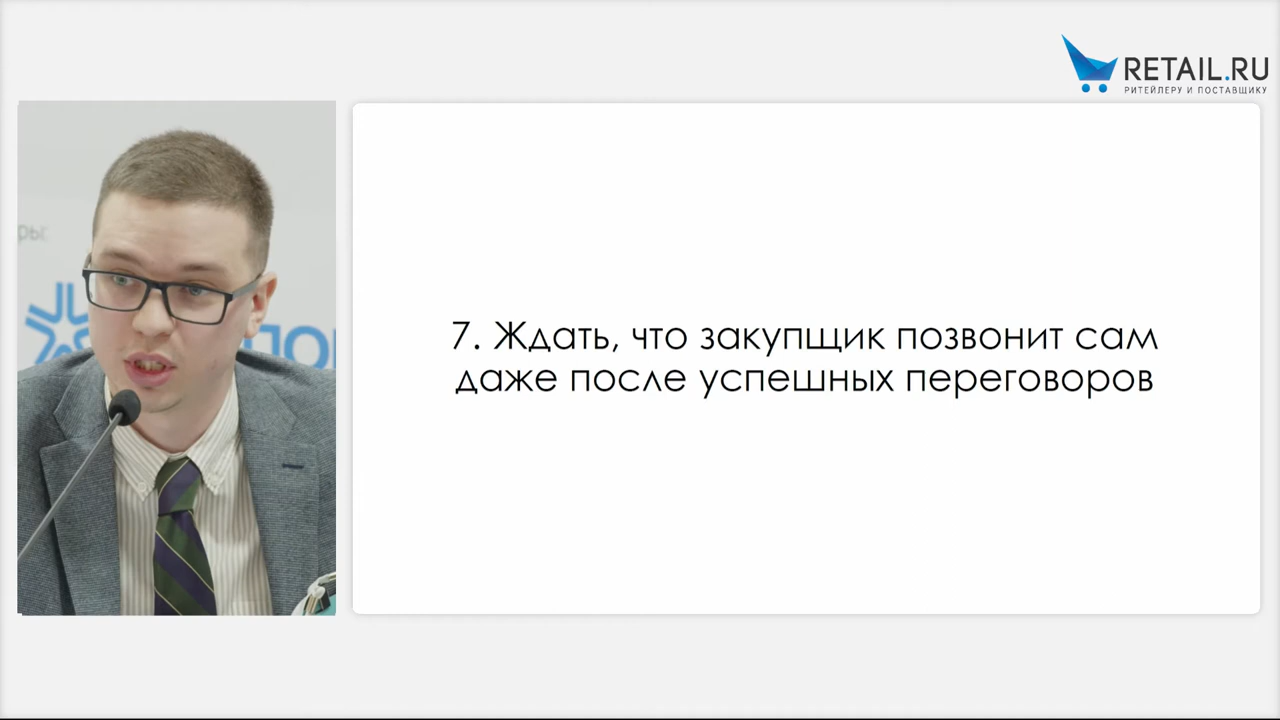 RETAIL.RU
РИТЕЙЛЕРУ И ПОСТАВЩИКУ
7. Ждать, что закупщик позвонит сам
даже после успешных переговоров